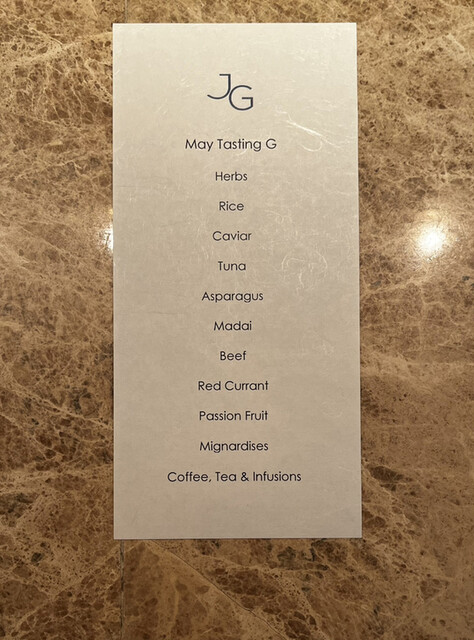 JG
May Tasting G
Herbs
Rice
Caviar
Tuna
Asparagus
Madai
Beef
Red Currant
Passion Fruit
Mignardises
Coffee, Tea & Infusions